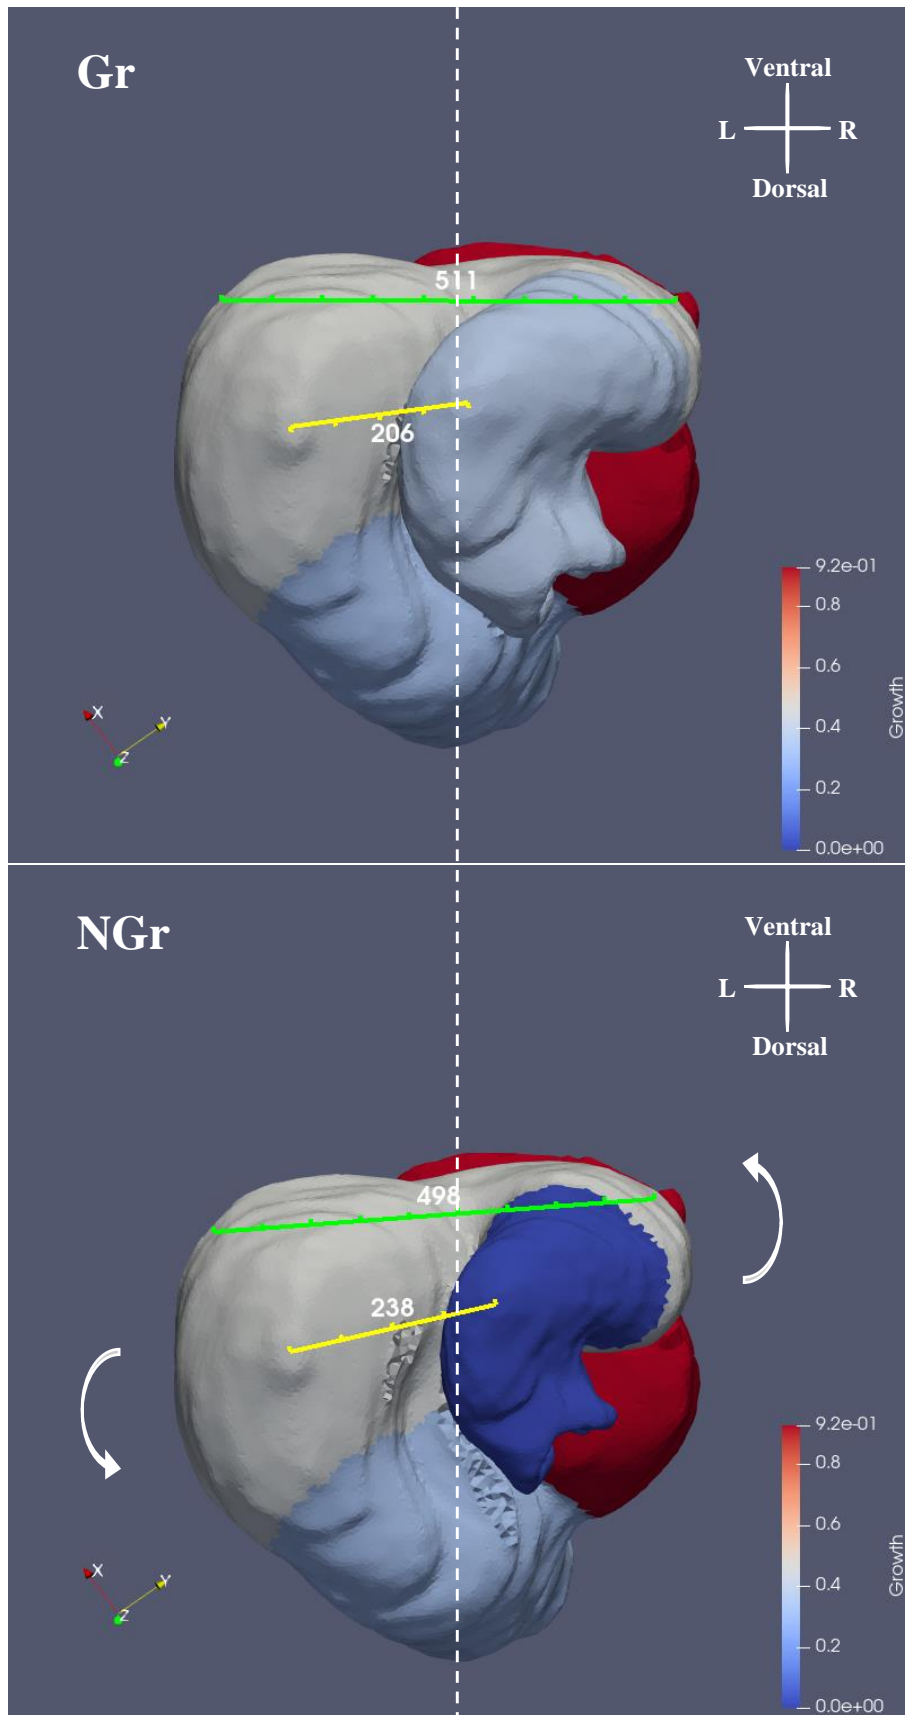 Gr
Ventral
L R
Dorsal
511
206
9.2e-01
0.8
0.6
0.4
0.2
0.0e+00
Growth
X
Y
Z
NGr
Ventral
L R
Dorsal
498
238
9.2e-01
0.8
0.6
0.4
0.2
0.0e+00
Growth
X
Y
Z